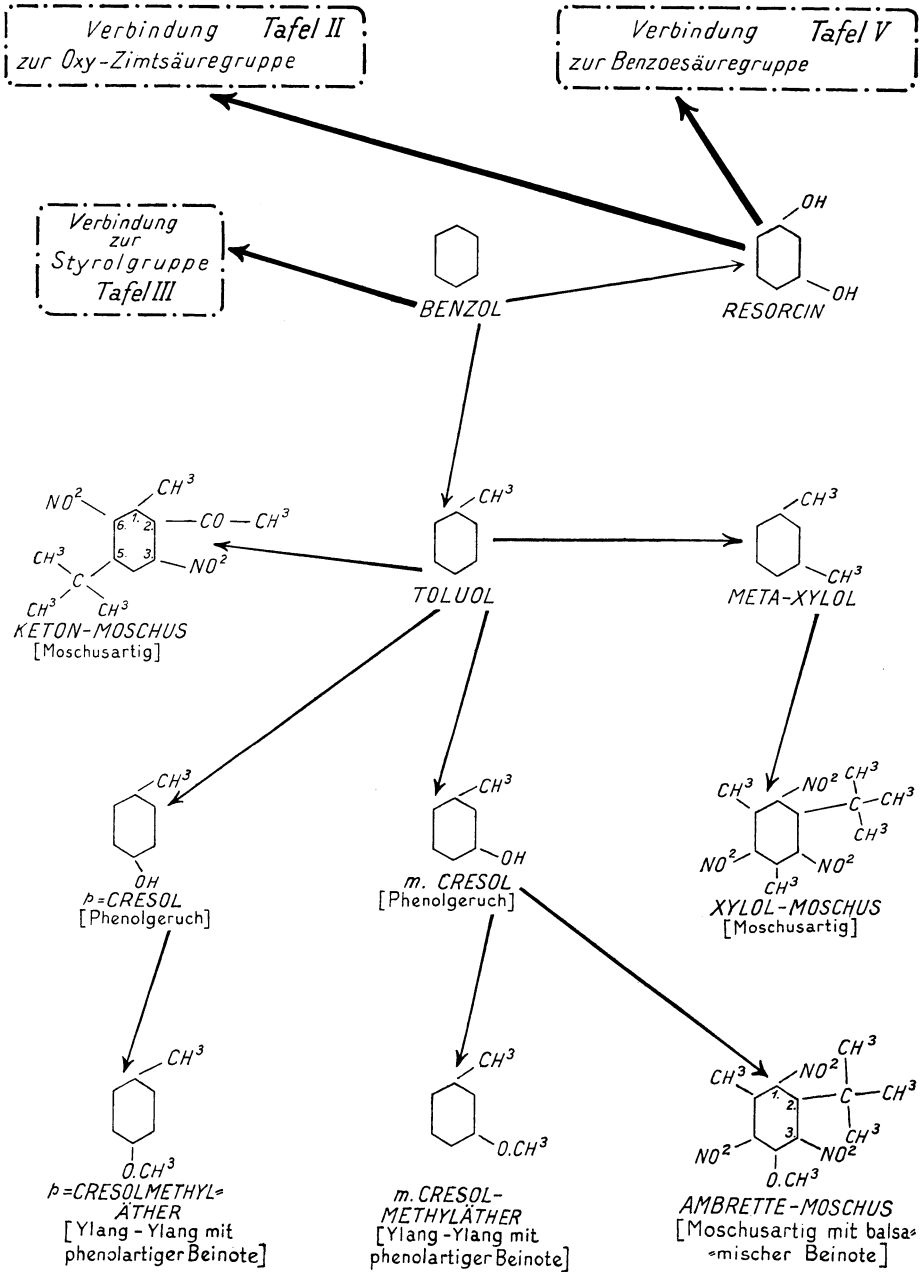 Verbindung Tafel II
zur Oxy-Zimtsäuregruppe
Verbindung Tafel V
zur Benzoesäuregruppe
Verbindung
zur
Styrolgruppe
Tafel III
BENZOL
OH
OH
RESORCIN
NO²
CH³
6. 1. 2.
CO — CH³
5. 3.
NO²
CH³
C
CH³ CH³
KETON-MOSCHUS
[Moschusartig]
CH³
TOLUOL
CH³
CH³
META-XYLOL
CH³
OH
p=CRESOL
[Phenolgeruch]
CH³
OH
m. CRESOL
[Phenolgeruch]
CH³
NO²
CH³
C
CH³
CH³
NO²
NO²
CH³
XYLOL-MOSCHUS
[Moschusartig]
CH³
O.CH³
p=CRESOLMETHYL=
ÄTHER
[Ylang-Ylang mit
phenolartiger Beinote]
CH³
O.CH³
m. CRESOL-
METHYLÄTHER
[Ylang-Ylang mit
phenolartiger Beinote]
CH³
CH³
NO²
1. 2.
C
CH³
3.
CH³
NO²
NO²
O.CH³
AMBRETTE-MOSCHUS
[Moschusartig mit balsa=
=mischer Beinote]